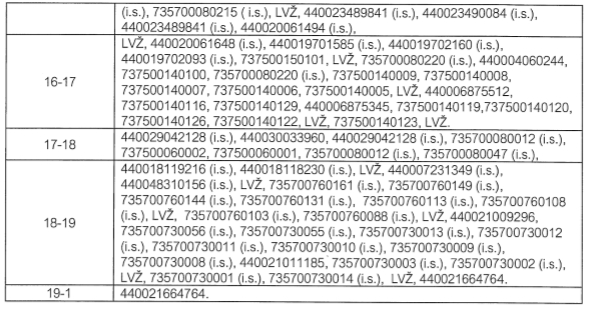 (i.s.), 735700080215 ( i.s.), LVŽ, 440023489841 (i.s.), 440023490084 (i.s.),
440023489841 (i.s.), 440020061494 (i.s.),
16-17
LVŽ, 440020061648 (i.s.), 440019701585 (i.s.), 440019702160 (i.s.),
440019702093 (i.s.), 737500150101, LVŽ, 735700080220 (i.s.), 440004060244,
737500140100, 735700080220 (i.s.), 737500140009, 737500140008,
737500140007, 737500140006, 737500140005, LVŽ, 440006875512,
737500140116, 737500140129, 440006875345, 737500140119,737500140120,
737500140126, 737500140122, LVŽ, 737500140123, LVŽ.
17-18
440029042128 (i.s.), 440030033960, 440029042128 (i.s.), 735700080012 (i.s.),
737500060002, 737500060001, 735700080012 (i.s.), 735700080047 (i.s.),
18-19
440018119216 (i.s.), 440018118230 (i.s.), LVŽ, 440007231349 (i.s.),
440048310156 (i.s.), LVŽ, 735700760161 (i.s.), 735700760149 (i.s.),
735700760144 (i.s.), 735700760131 (i.s.), 735700760113 (i.s.), 735700760108
(i.s.), LVŽ, 735700760103 (i.s.), 735700760088 (i.s.), LVŽ, 440021009296,
735700730056 (i.s.), 735700730055 (i.s.), 735700730013 (i.s.), 735700730012
(i.s.), 735700730011 (i.s.), 735700730010 (i.s.), 735700730009 (i.s.),
735700730008 (i.s.), 440021011185, 735700730003 (i.s.), 735700730002 (i.s.),
LVŽ, 735700730001 (i.s.), 735700730014 (i.s.), LVŽ, 440021664764.
19-1
440021664764.